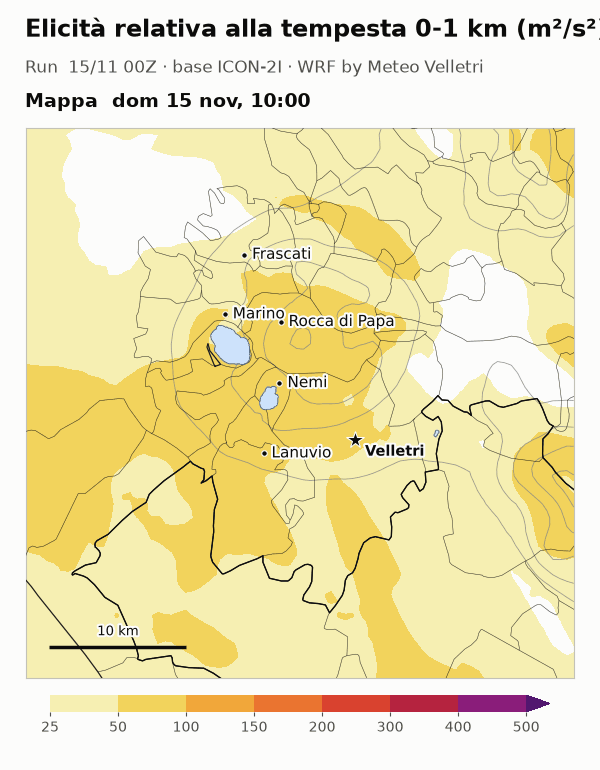 Elicità relativa alla tempesta 0-1 km (m²/s²)
Run 15/11 00Z · base ICON-2I · WRF by Meteo Velletri
Mappa dom 15 nov, 10:00
Frascati
Marino
Rocca di Papa
Nemi
Velletri
Lanuvio
10 km
25 50 100 150 200 300 400 500